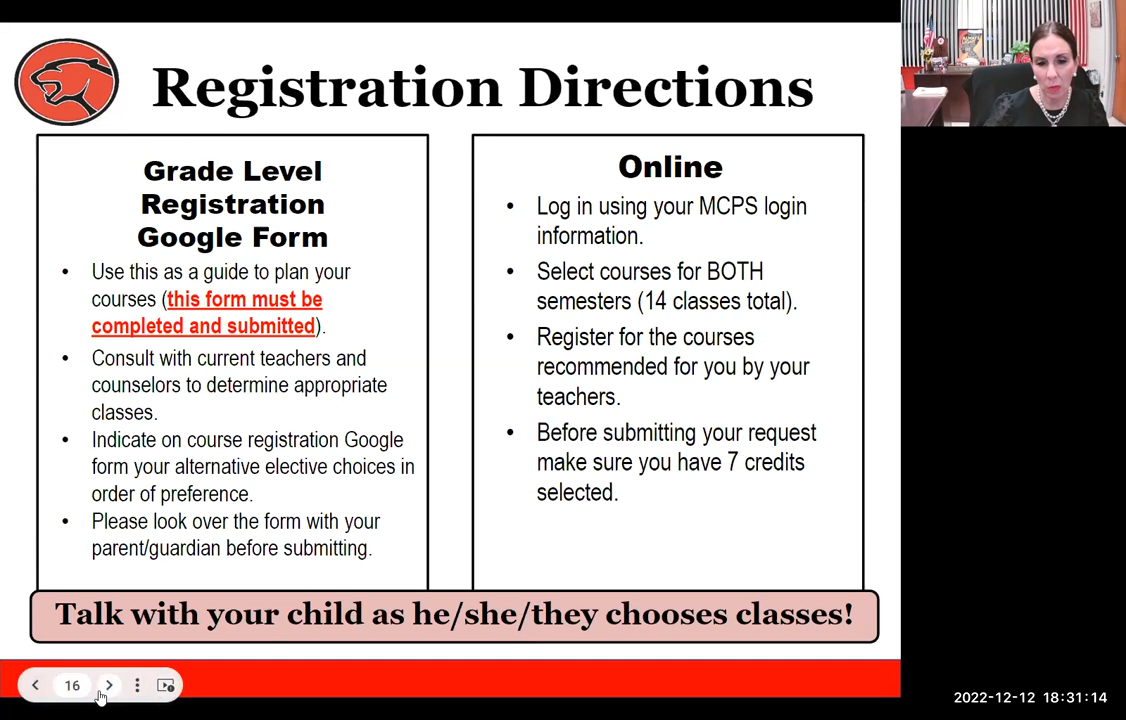 Registration Directions
Grade Level
Registration
Google Form
• Use this as a guide to plan your
courses (this form must be
completed and submitted).
• Consult with current teachers and
counselors to determine appropriate
classes.
• Indicate on course registration Google
form your alternative elective choices in
order of preference.
• Please look over the form with your
parent/guardian before submitting.
Online
• Log in using your MCPS login
information.
• Select courses for BOTH
semesters (14 classes total).
• Register for the courses
recommended for you by your
teachers.
• Before submitting your request
make sure you have 7 credits
selected.
Talk with your child as he/she/they chooses classes!
16
2022-12-12 18:31:14